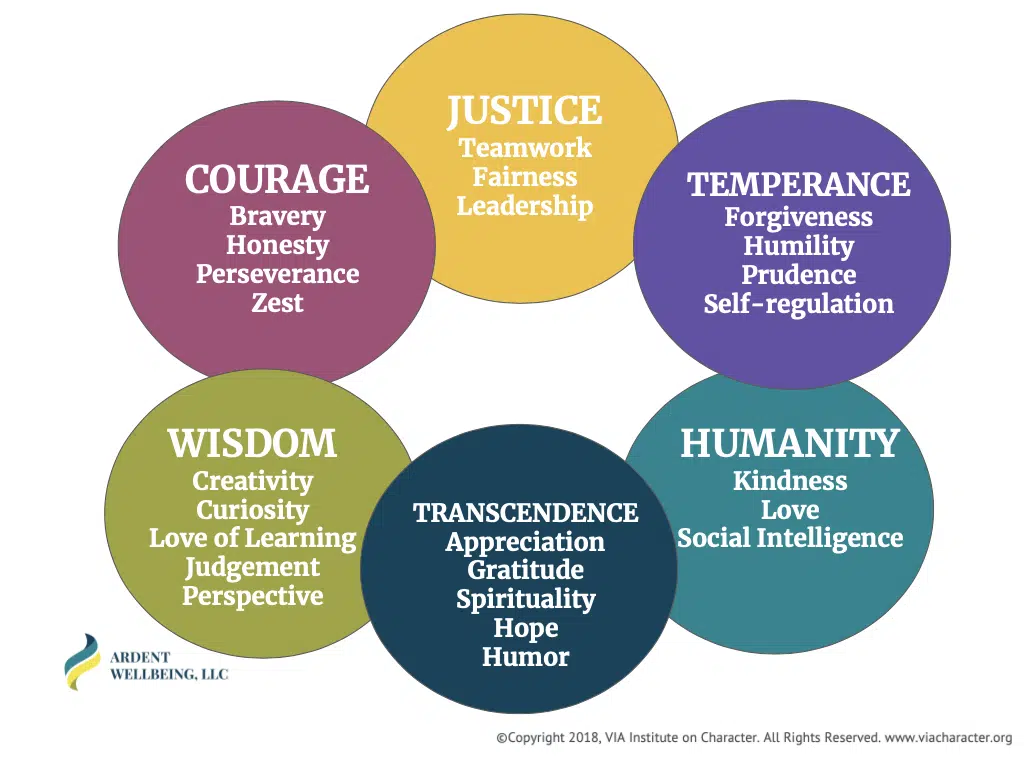 JUSTICE
Teamwork
Fairness
Leadership
COURAGE
Bravery
Honesty
Perseverance
Zest
TEMPERANCE
Forgiveness
Humility
Prudence
Self-regulation
WISDOM
Creativity
Curiosity
Love of Learning
Judgement
Perspective
TRANSCENDENCE
Appreciation
Gratitude
Spirituality
Hope
Humor
HUMANITY
Kindness
Love
Social Intelligence
ARDENT
WELLBEING, LLC
©Copyright 2018, VIA Institute on Character. All Rights Reserved. www.viacharacter.org